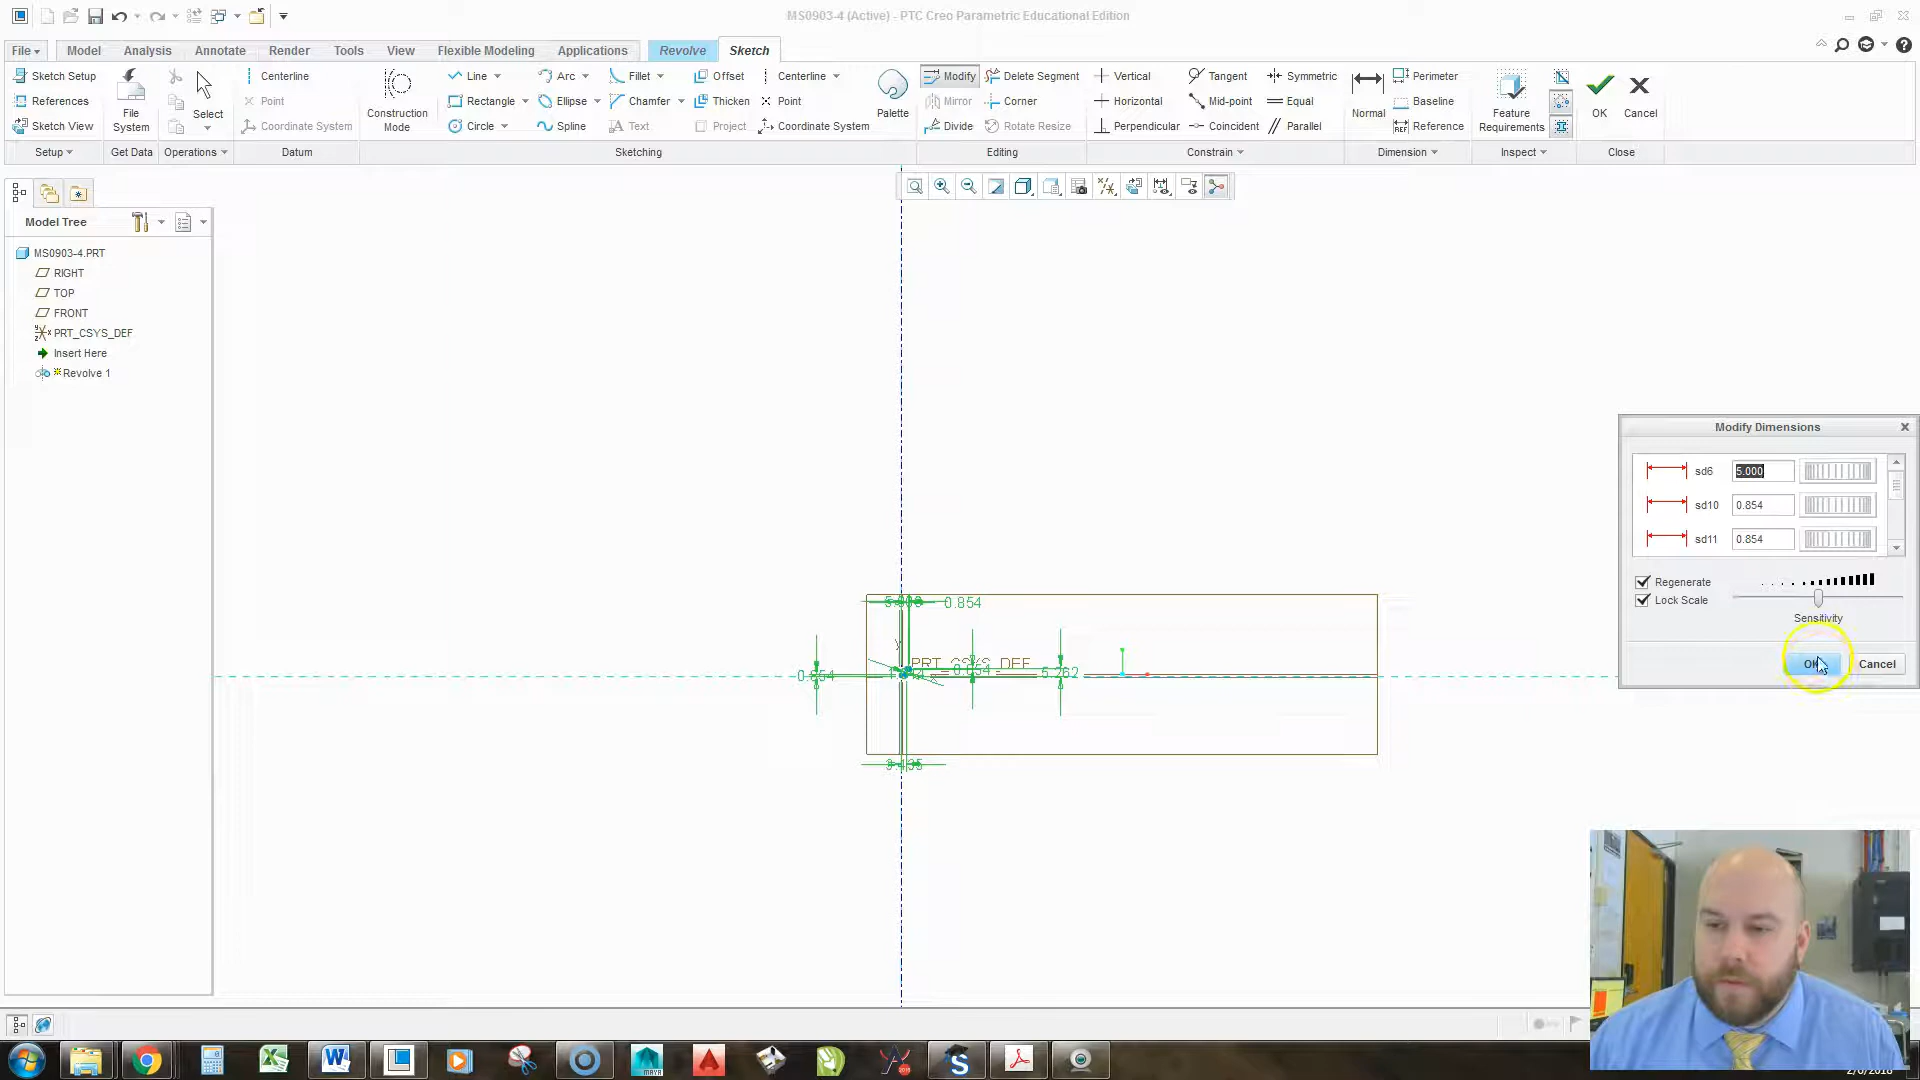 MS0903-4 (Active) - PTC Creo Parametric Educational Edition
File Model Analysis Annotate Render Tools View Flexible Modeling Applications Revolve Sketch
Sketch Setup
References
Sketch View
Setup
File System
Get Data
Select
Operations
Centerline
Point
Coordinate System
Datum
Construction Mode
Line
Rectangle
Circle
Arc
Ellipse
Spline
Fillet
Chamfer
Text
Offset
Thicken
Project
Centerline
Point
Coordinate System
Palette
Sketching
Modify
Mirror
Divide
Delete Segment
Corner
Rotate Resize
Editing
Vertical
Horizontal
Perpendicular
Tangent
Mid-point
Coincident
Symmetric
Equal
Parallel
Constrain
Normal
Perimeter
Baseline
REF Reference
Dimension
Feature Requirements
Inspect
OK
Cancel
Close
Model Tree
MS0903-4.PRT
RIGHT
TOP
FRONT
PRT_CSYS_DEF
Insert Here
Revolve 1
0.854
PRT_CSYS_DEF
5.262
Modify Dimensions
sd6 5.000
sd10 0.854
sd11 0.854
Regenerate
Lock Scale
Sensitivity
OK
Cancel
MAYA